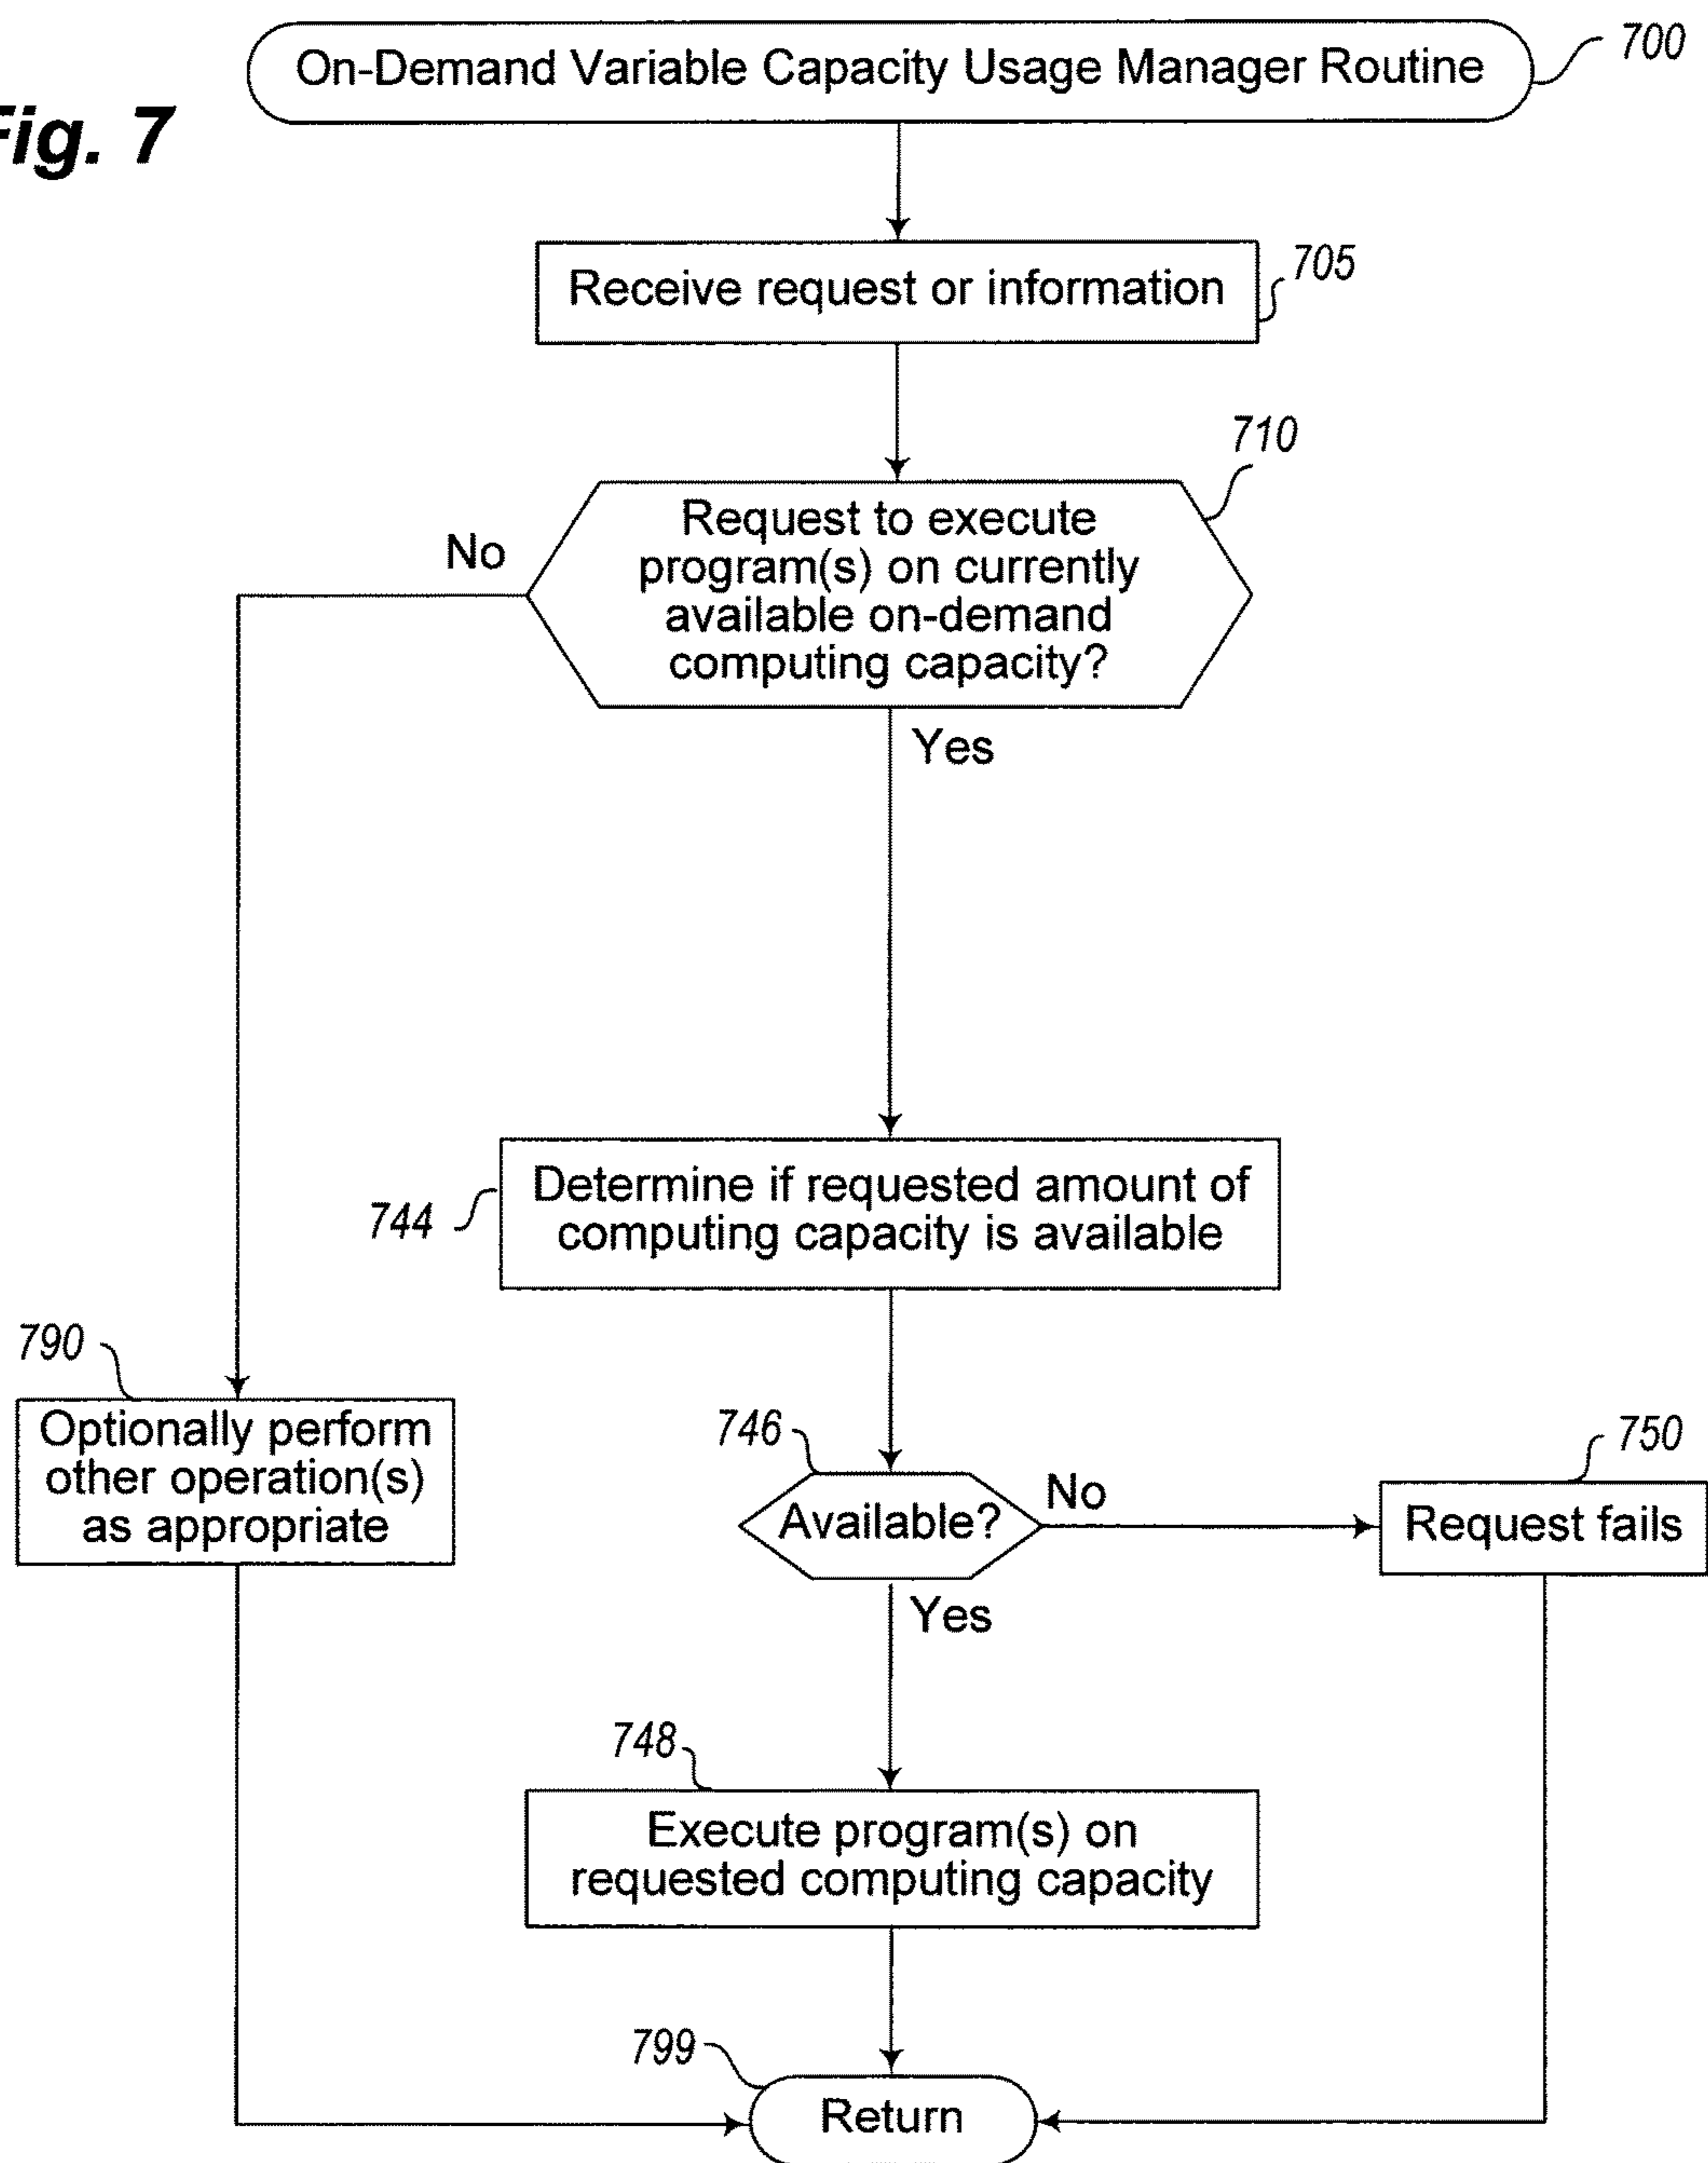 On-Demand Variable Capacity Usage Manager Routine
700
Fig. 7
Receive request or information
705
710
Request to execute
program(s) on currently
available on-demand
computing capacity?
No
Yes
Determine if requested amount of
computing capacity is available
744
790
Optionally perform
other operation(s)
as appropriate
746
Available?
No
750
Request fails
Yes
748
Execute program(s) on
requested computing capacity
799
Return